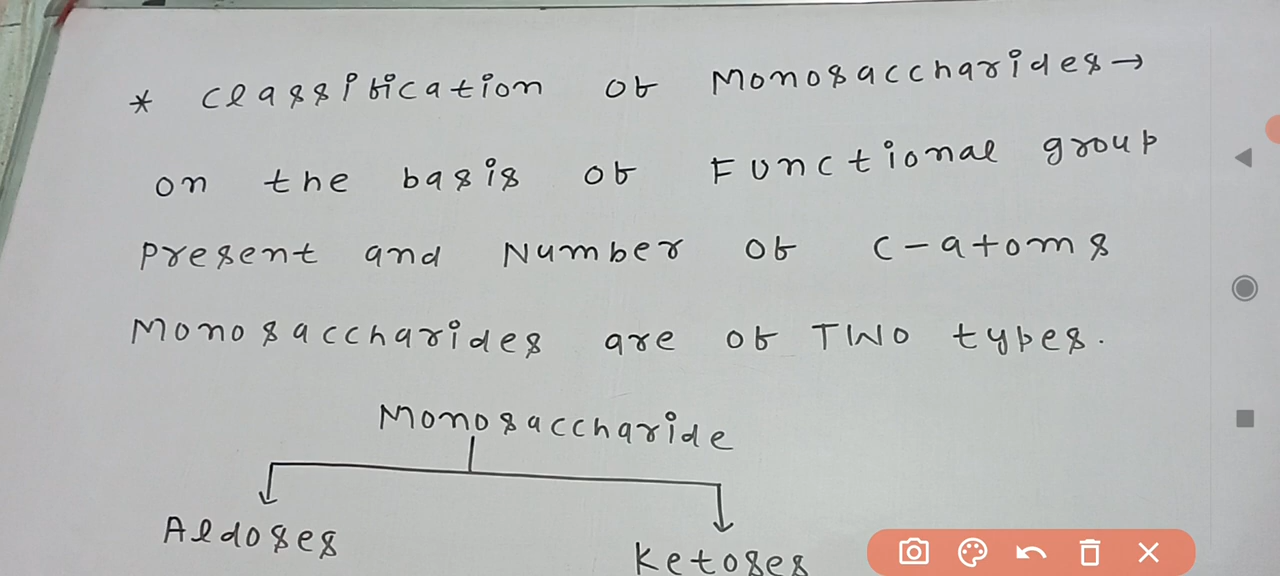 * Classification of Monosaccharides→
on the basis of Functional group
present and Number of C-atoms
Monosaccharides are of TWO types.
Monosaccharide
Aldoses
Ketoses